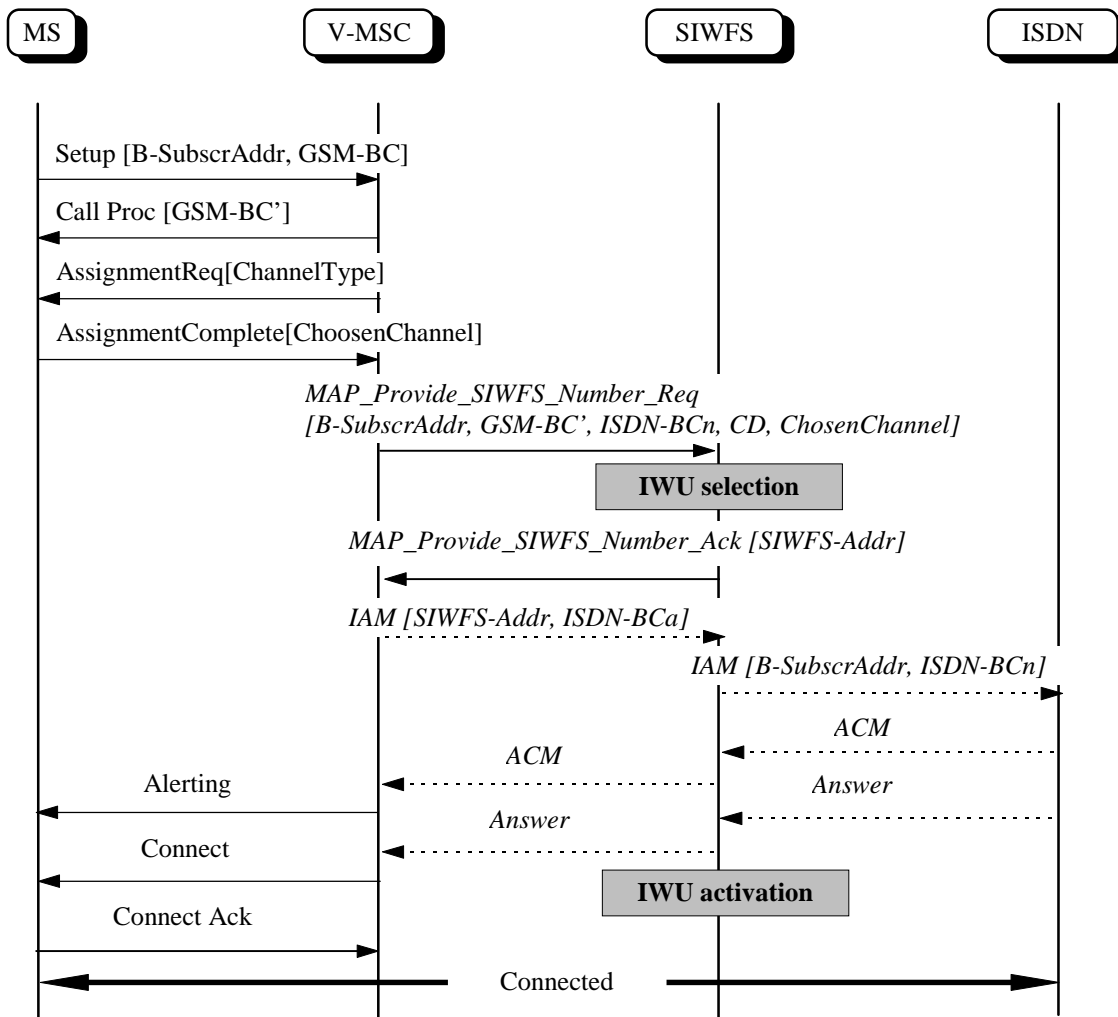 MS V-MSC SIWFS ISDN
Setup [B-SubscrAddr, GSM-BC]
Call Proc [GSM-BC’]
AssignmentReq[ChannelType]
AssignmentComplete[ChoosenChannel]
MAP_Provide_SIWFS_Number_Req
[B-SubscrAddr, GSM-BC’, ISDN-BCn, CD, ChosenChannel]
IWU selection
MAP_Provide_SIWFS_Number_Ack [SIWFS-Addr]
IAM [SIWFS-Addr, ISDN-BCa]
IAM [B-SubscrAddr, ISDN-BCn]
ACM
ACM
Alerting
Answer
Answer
Connect
IWU activation
Connect Ack
Connected